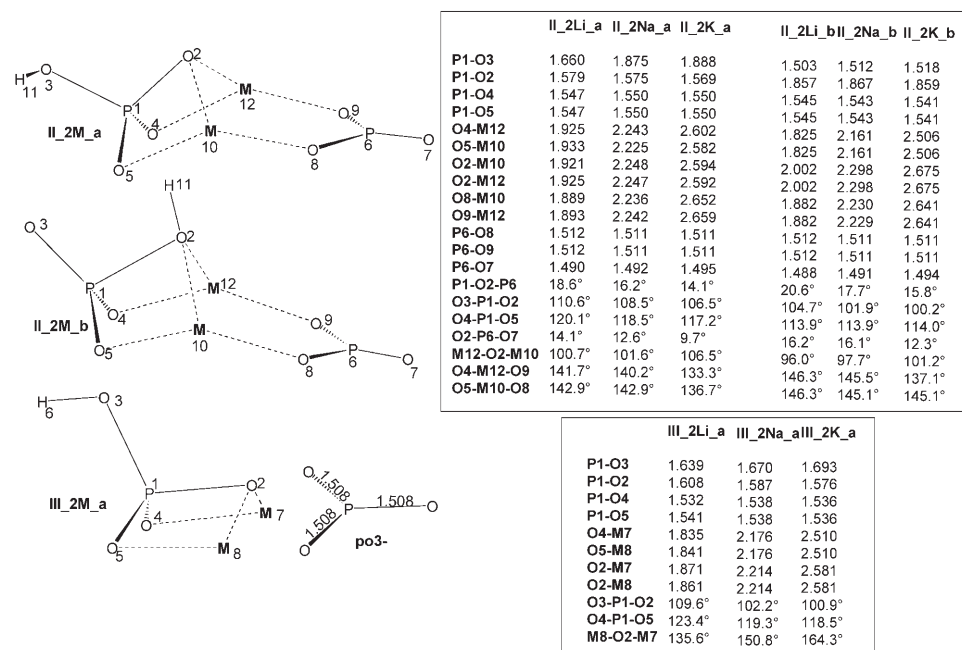 O2
H
11
O
3
M
12
P1
O
4
O9
II_2M_a
M
10
P
6
O
7
O5
O
8
H11
O 3
O2
P
1
M12
O4
O9
II_2M_b
O5
M
10
O
8
P
6
O
7
H
6
O 3
P
1
O2
III_2M_a
O
4
M 7
O5
M 8
O
1.508
P
1.508
O
1.508
O
po3-
II_2Li_a II_2Na_a II_2K_a II_2Li_b II_2Na_b II_2K_b
P1-O3 1.660 1.875 1.888 1.503 1.512 1.518
P1-O2 1.579 1.575 1.569 1.857 1.867 1.859
P1-O4 1.547 1.550 1.550 1.545 1.543 1.541
P1-O5 1.547 1.550 1.550 1.545 1.543 1.541
O4-M12 1.925 2.243 2.602 1.825 2.161 2.506
O5-M10 1.933 2.225 2.582 1.825 2.161 2.506
O2-M10 1.921 2.248 2.594 2.002 2.298 2.675
O2-M12 1.925 2.247 2.592 2.002 2.298 2.675
O8-M10 1.889 2.236 2.652 1.882 2.230 2.641
O9-M12 1.893 2.242 2.659 1.882 2.229 2.641
P6-O8 1.512 1.511 1.511 1.512 1.511 1.511
P6-O9 1.512 1.511 1.511 1.512 1.511 1.511
P6-O7 1.490 1.492 1.495 1.488 1.491 1.494
P1-O2-P6 18.6° 16.2° 14.1° 20.6° 17.7° 15.8°
O3-P1-O2 110.6° 108.5° 106.5° 104.7° 101.9° 100.2°
O4-P1-O5 120.1° 118.5° 117.2° 113.9° 113.9° 114.0°
O2-P6-O7 14.1° 12.6° 9.7° 16.2° 16.1° 12.3°
M12-O2-M10 100.7° 101.6° 106.5° 96.0° 97.7° 101.2°
O4-M12-O9 141.7° 140.2° 133.3° 146.3° 145.5° 137.1°
O5-M10-O8 142.9° 142.9° 136.7° 146.3° 145.1° 145.1°
III_2Li_a III_2Na_a III_2K_a
P1-O3 1.639 1.670 1.693
P1-O2 1.608 1.587 1.576
P1-O4 1.532 1.538 1.536
P1-O5 1.541 1.538 1.536
O4-M7 1.835 2.176 2.510
O5-M8 1.841 2.176 2.510
O2-M7 1.871 2.214 2.581
O2-M8 1.861 2.214 2.581
O3-P1-O2 109.6° 102.2° 100.9°
O4-P1-O5 123.4° 119.3° 118.5°
M8-O2-M7 135.6° 150.8° 164.3°